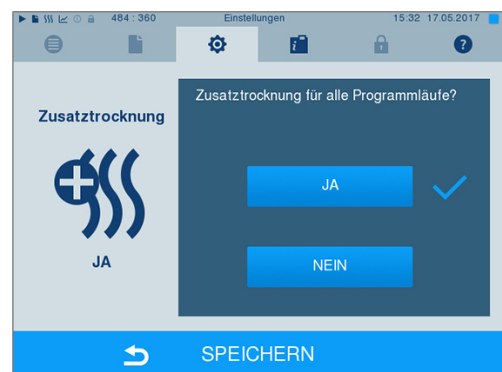 484 : 360 Einstellungen 15:32 17.05.2017
Zusatztrocknung für alle Programmläufe?
Zusatztrocknung
JA
NEIN
JA
SPEICHERN